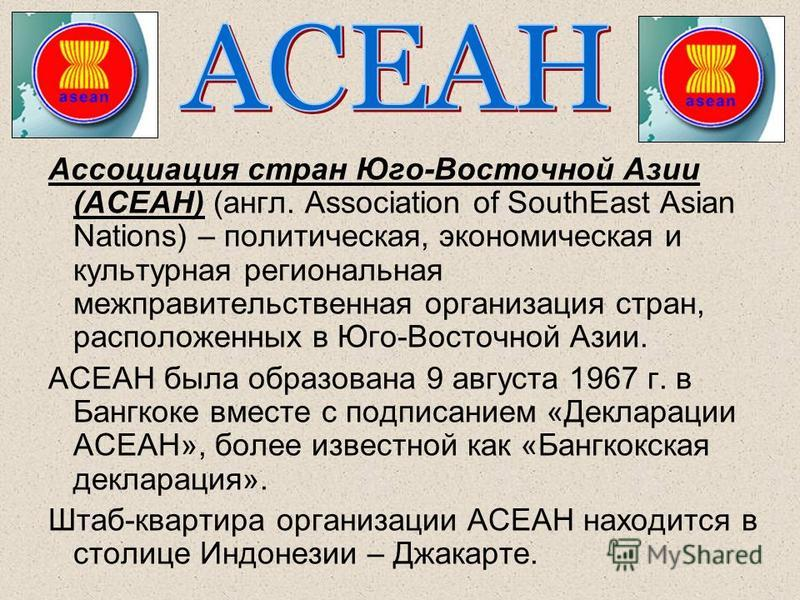 АСЕАН
asean
asean
Ассоциация стран Юго-Восточной Азии
(АСЕАН) (англ. Association of SouthEast Asian
Nations) – политическая, экономическая и
культурная региональная
межправительственная организация стран,
расположенных в Юго-Восточной Азии.
АСЕАН была образована 9 августа 1967 г. в
Бангкоке вместе с подписанием «Декларации
АСЕАН», более известной как «Бангкокская
декларация».
Штаб-квартира организации АСЕАН находится в
столице Индонезии – Джакарте.
MyShared